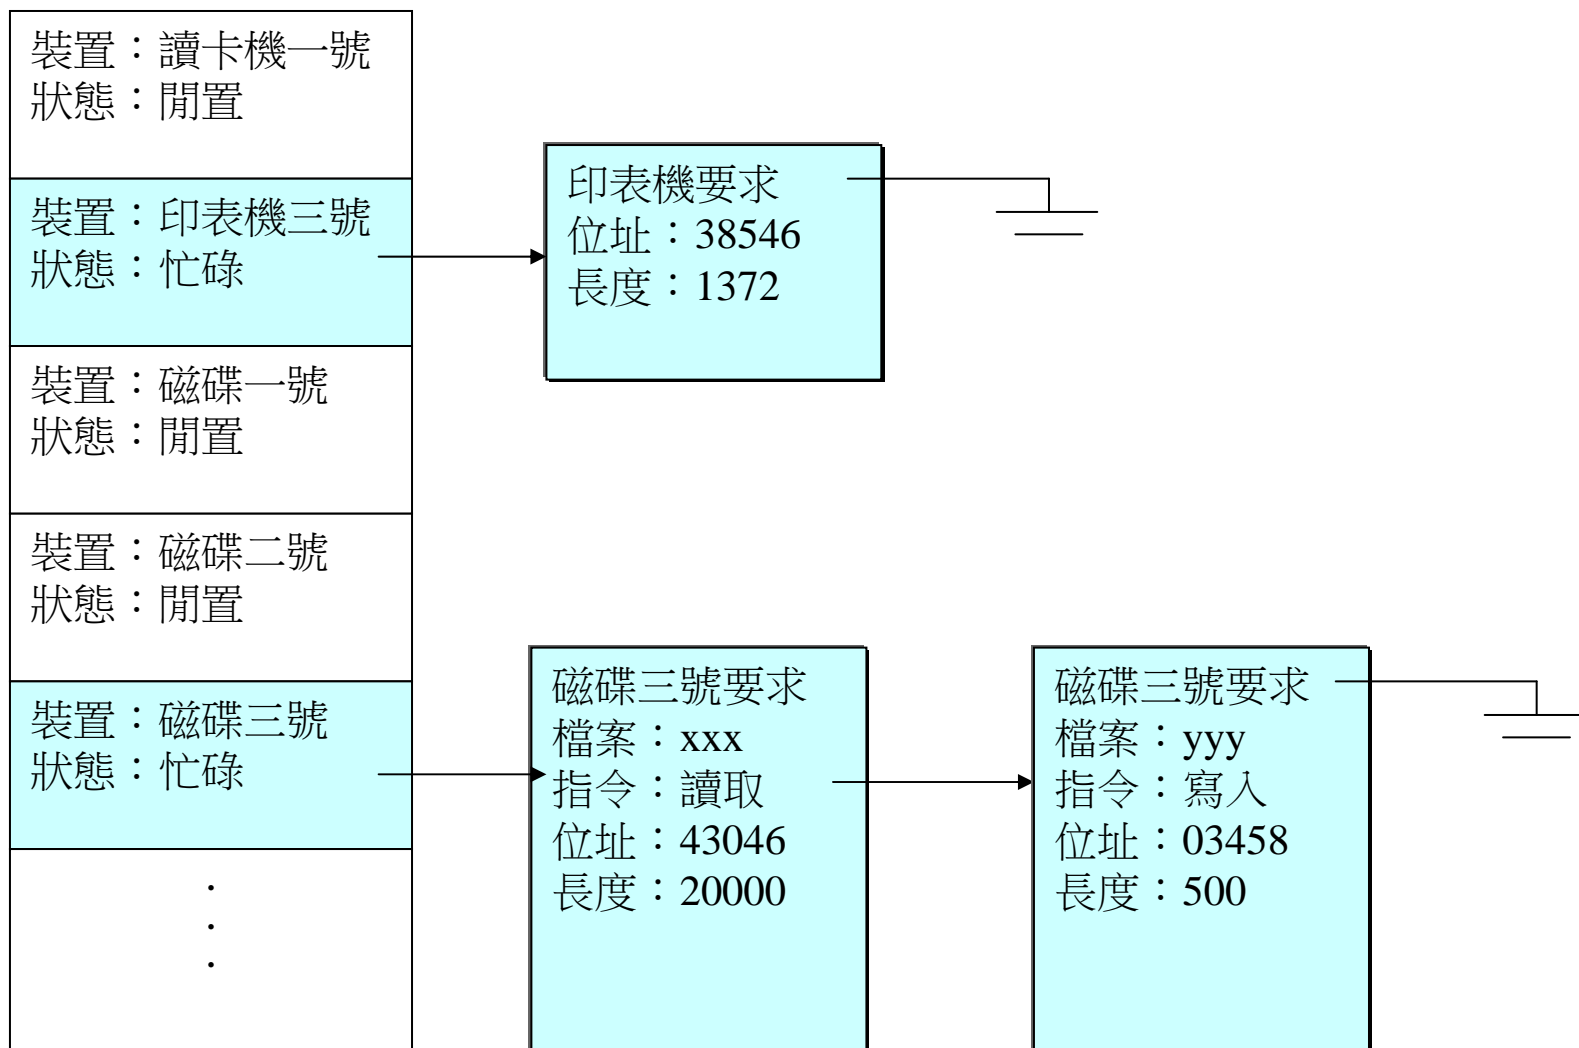 裝置：讀卡機一號
狀態：閒置
裝置：印表機三號
狀態：忙碌
裝置：磁碟一號
狀態：閒置
裝置：磁碟二號
狀態：閒置
裝置：磁碟三號
狀態：忙碌
印表機要求
位址：38546
長度：1372
磁碟三號要求
檔案：xxx
指令：讀取
位址：43046
長度：20000
磁碟三號要求
檔案：yyy
指令：寫入
位址：03458
長度：500